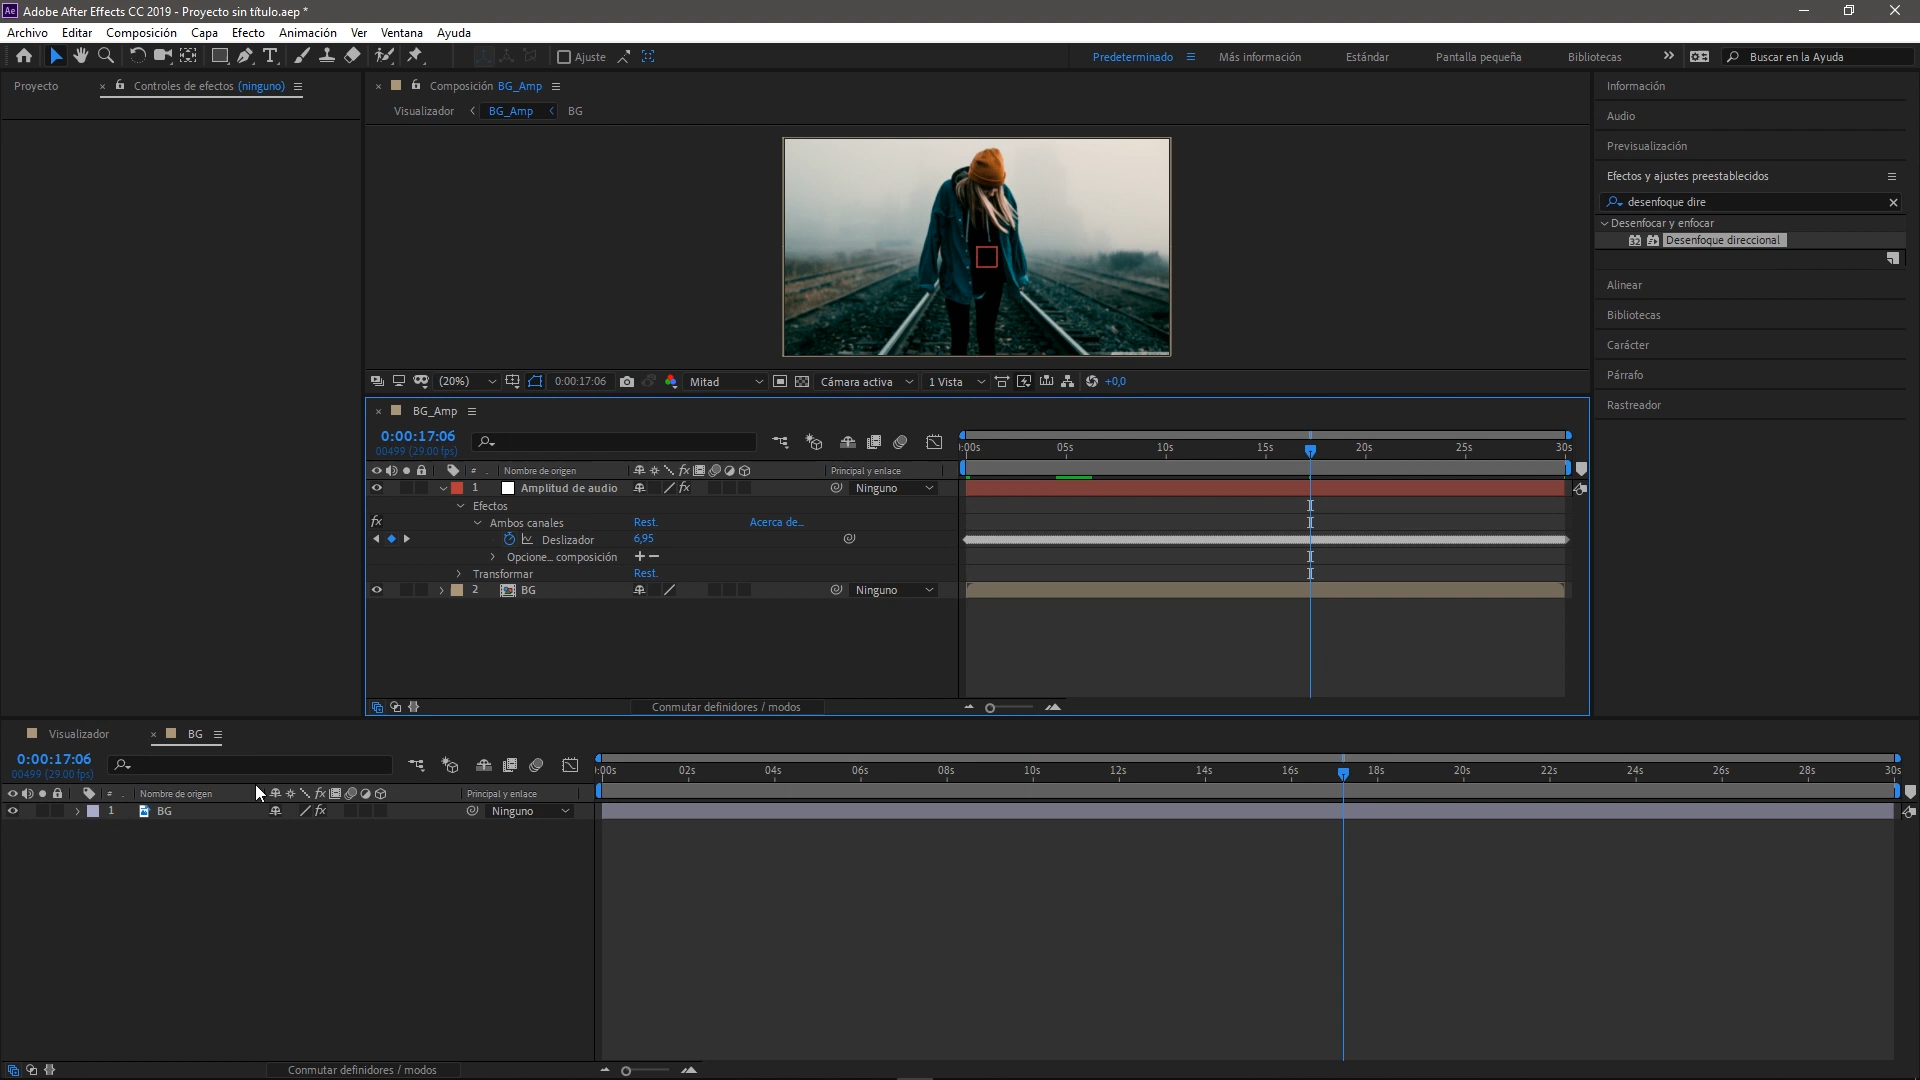 Ae Adobe After Effects CC 2019 - Proyecto sin título.aep *
Archivo Editar Composición Capa Efecto Animación Ver Ventana Ayuda
Ajuste Predeterminado Más información Estándar Pantalla pequeña Bibliotecas Buscar en la Ayuda
Proyecto
Controles de efectos (ninguno)
Composición BG_Amp
Visualizador BG_Amp BG
(20%) 0:00:17:06 Mitad Cámara activa 1 Vista +0,0
Información
Audio
Previsualización
Efectos y ajustes preestablecidos
desenfoque dire
Desenfocar y enfocar
32 Desenfoque direccional
Alinear
Bibliotecas
Carácter
Párrafo
Rastreador
BG_Amp
0:00:17:06
00499 (29.00 fps)
:00s 05s 10s 15s 20s 25s 30s
# Nombre de origen fx Principal y enlace
1 Amplitud de audio fx Ninguno
Efectos
fx Ambos canales Rest. Acerca de...
Deslizador 6,95
Opcione... composición
Transformar Rest.
2 BG Ninguno
Conmutar definidores / modos
Visualizador BG
0:00:17:06
00499 (29.00 fps)
:00s 02s 04s 06s 08s 10s 12s 14s 16s 18s 20s 22s 24s 26s 28s 30s
# Nombre de origen fx Principal y enlace
1 BG fx Ninguno
Conmutar definidores / modos